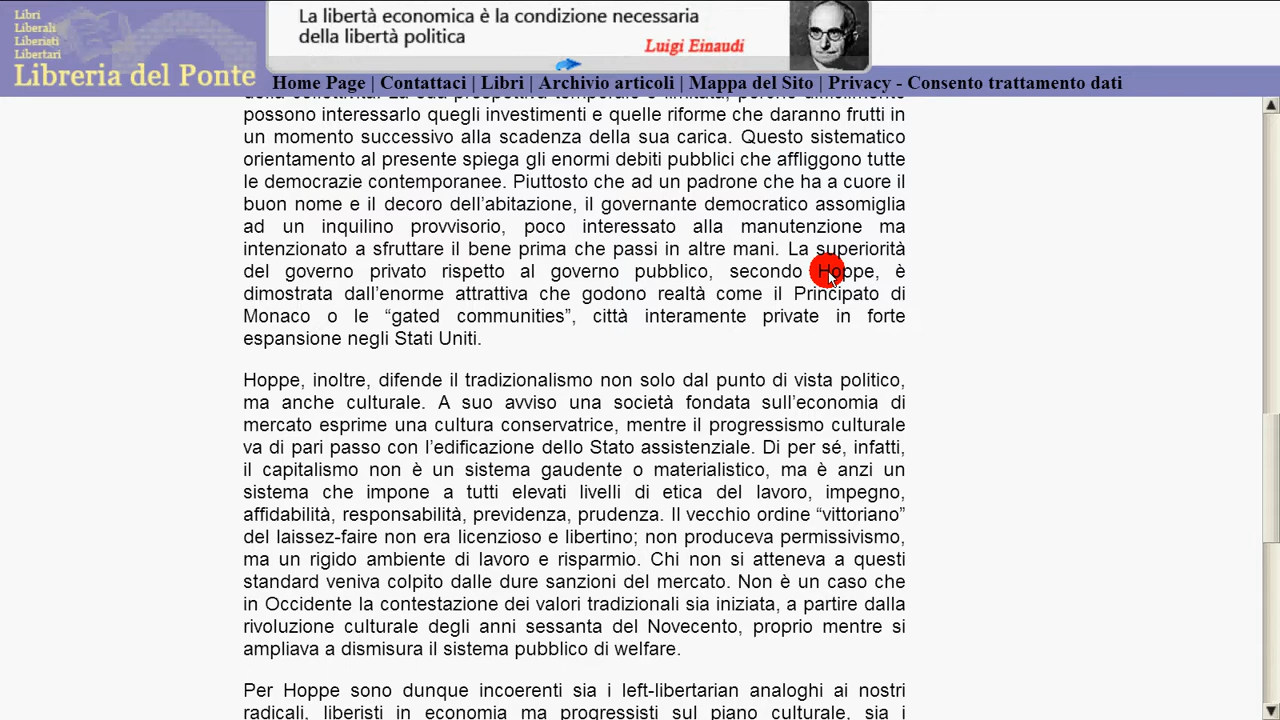 Libri
Liberali
Liberisti
Libertari
Libreria del Ponte
La libertà economica è la condizione necessaria
della libertà politica
Luigi Einaudi
Home Page | Contattaci | Libri | Archivio articoli | Mappa del Sito | Privacy - Consento trattamento dati
possono interessarlo quegli investimenti e quelle riforme che daranno frutti in
un momento successivo alla scadenza della sua carica. Questo sistematico
orientamento al presente spiega gli enormi debiti pubblici che affliggono tutte
le democrazie contemporanee. Piuttosto che ad un padrone che ha a cuore il
buon nome e il decoro dell’abitazione, il governante democratico assomiglia
ad un inquilino provvisorio, poco interessato alla manutenzione ma
intenzionato a sfruttare il bene prima che passi in altre mani. La superiorità
del governo privato rispetto al governo pubblico, secondo Hoppe, è
dimostrata dall’enorme attrattiva che godono realtà come il Principato di
Monaco o le “gated communities”, città interamente private in forte
espansione negli Stati Uniti.
Hoppe, inoltre, difende il tradizionalismo non solo dal punto di vista politico,
ma anche culturale. A suo avviso una società fondata sull’economia di
mercato esprime una cultura conservatrice, mentre il progressismo culturale
va di pari passo con l’edificazione dello Stato assistenziale. Di per sé, infatti,
il capitalismo non è un sistema gaudente o materialistico, ma è anzi un
sistema che impone a tutti elevati livelli di etica del lavoro, impegno,
affidabilità, responsabilità, previdenza, prudenza. Il vecchio ordine “vittoriano”
del laissez-faire non era licenzioso e libertino; non produceva permissivismo,
ma un rigido ambiente di lavoro e risparmio. Chi non si atteneva a questi
standard veniva colpito dalle dure sanzioni del mercato. Non è un caso che
in Occidente la contestazione dei valori tradizionali sia iniziata, a partire dalla
rivoluzione culturale degli anni sessanta del Novecento, proprio mentre si
ampliava a dismisura il sistema pubblico di welfare.
Per Hoppe sono dunque incoerenti sia i left-libertarian analoghi ai nostri
radicali, liberisti in economia ma progressisti sul piano culturale, sia i